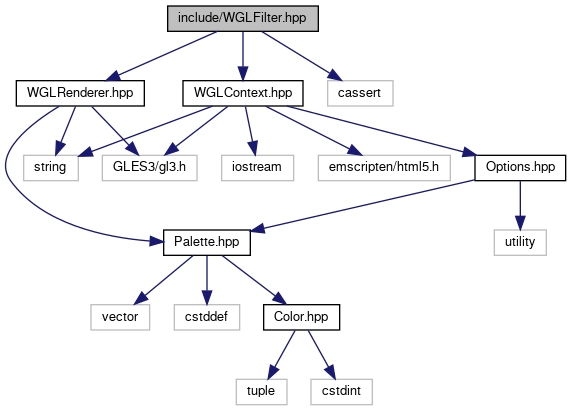 include/WGLFilter.hpp
WGLRenderer.hpp
WGLContext.hpp
cassert
string
GLES3/gl3.h
iostream
emscripten/html5.h
Options.hpp
Palette.hpp
utility
vector
cstddef
Color.hpp
tuple
cstdint